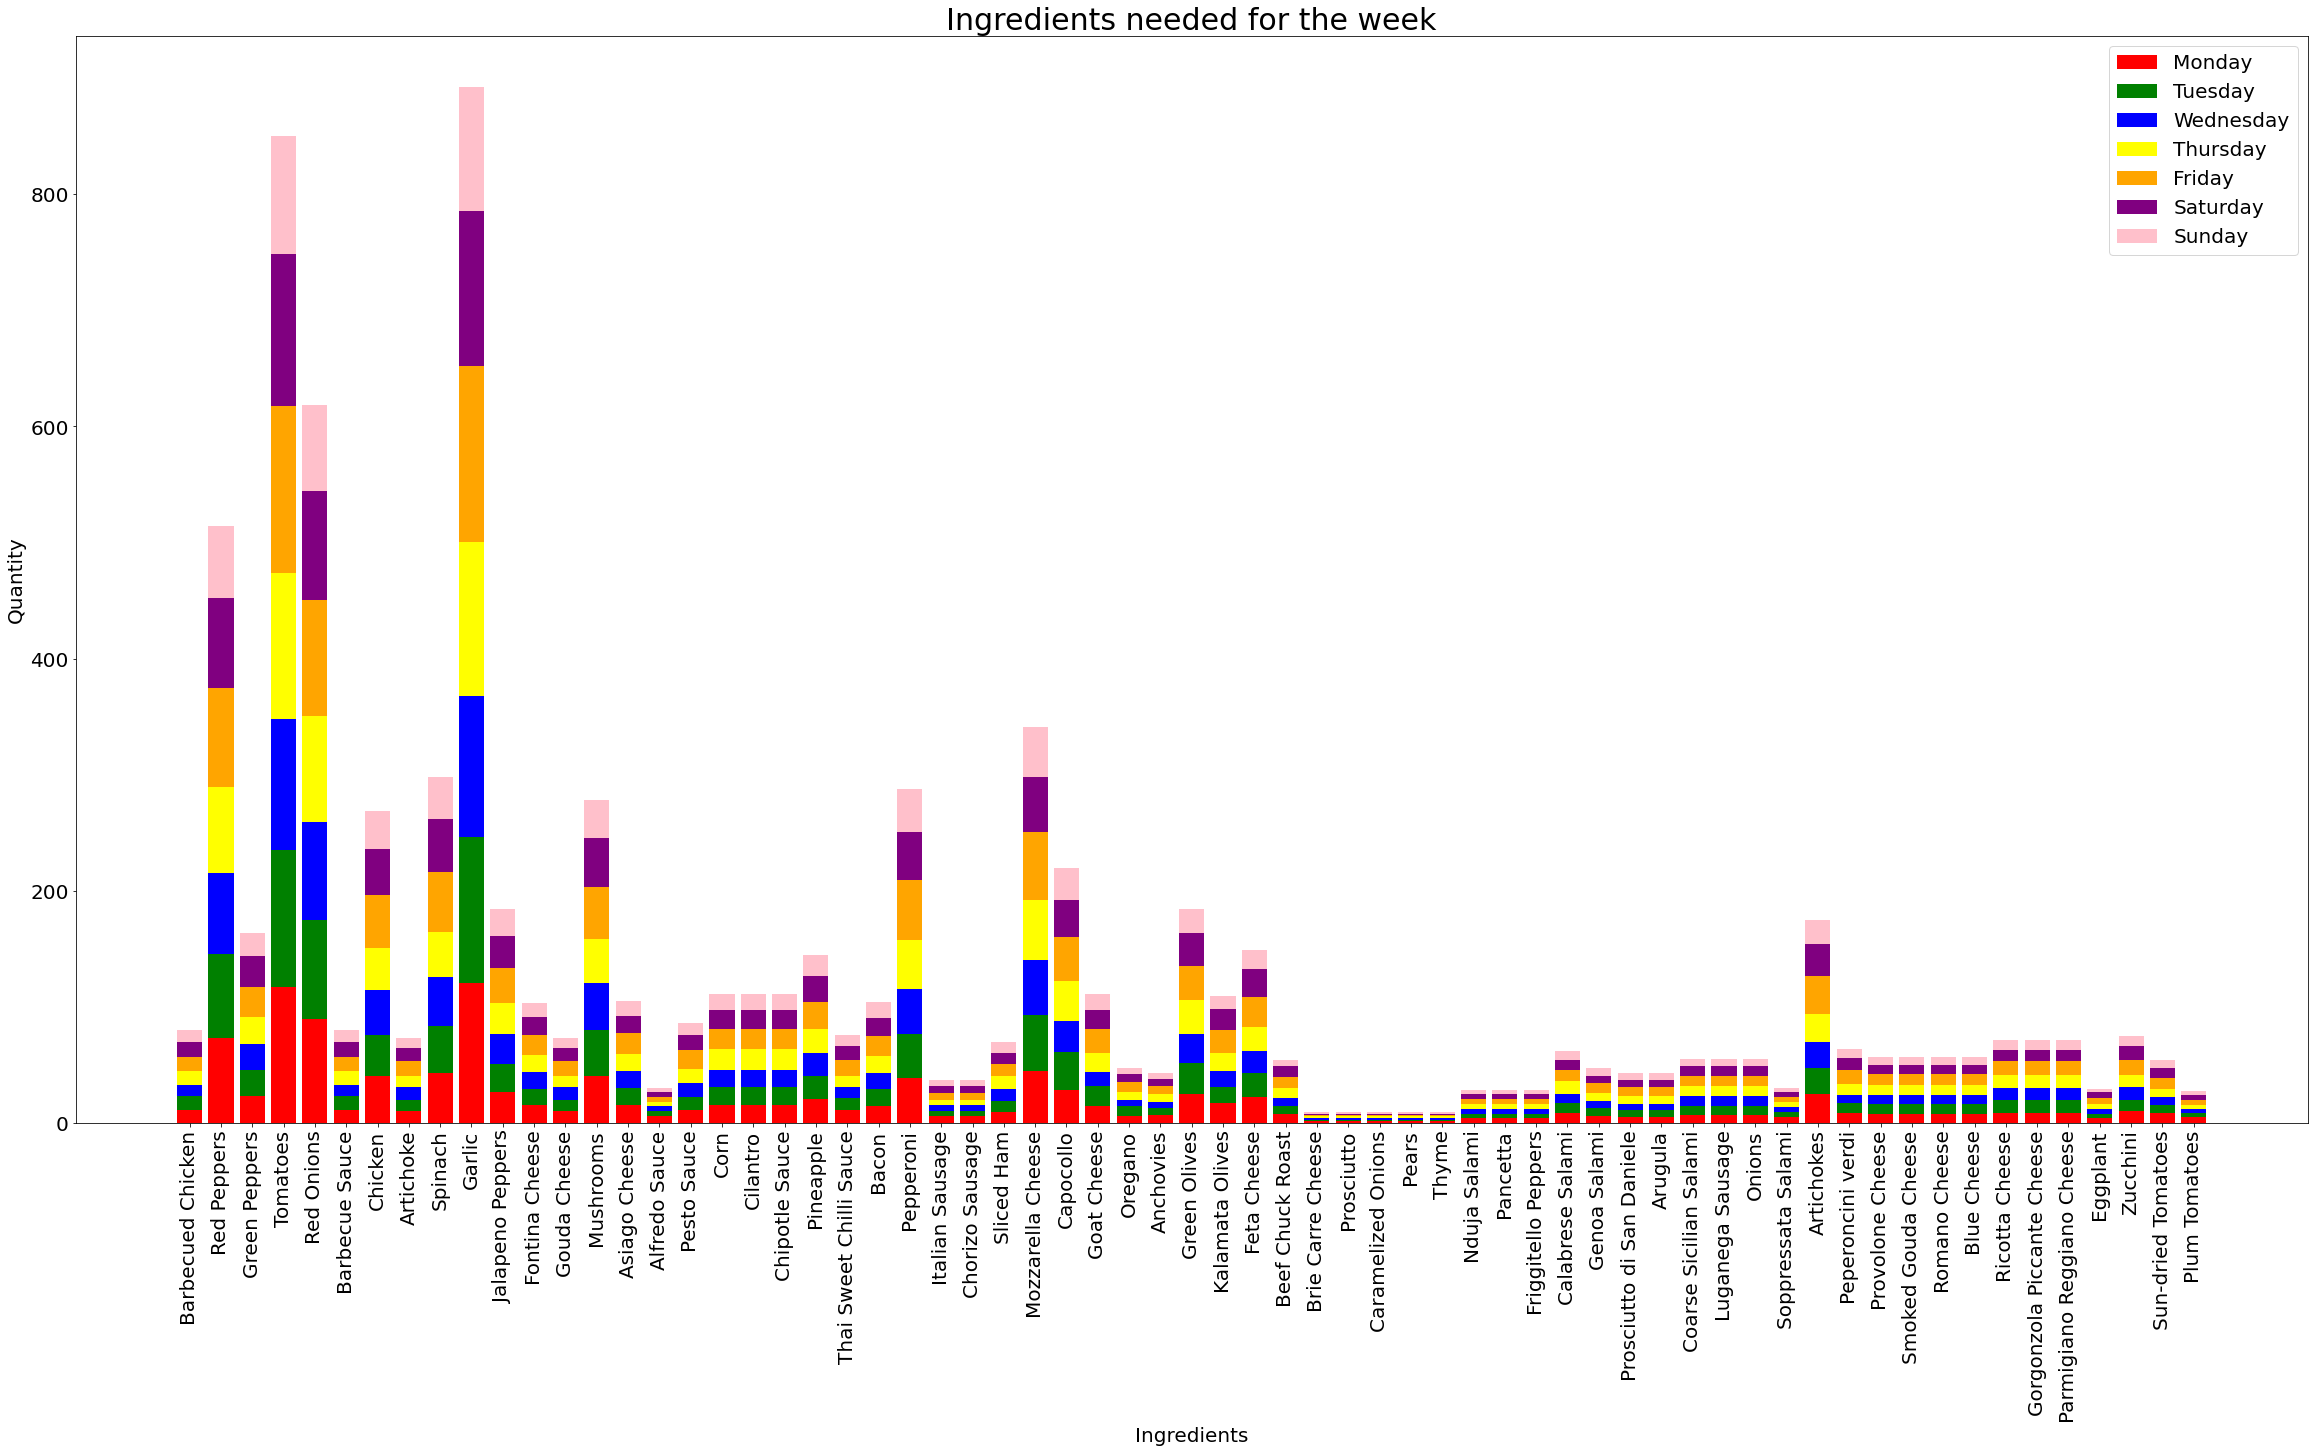 Ingredients needed for the week
Monday
Tuesday
Wednesday
Thursday
Friday
Saturday
Sunday
Quantity
800
600
400
200
0
Barbecued Chicken
Red Peppers
Green Peppers
Tomatoes
Red Onions
Barbecue Sauce
Chicken
Artichoke
Spinach
Garlic
Jalapeno Peppers
Fontina Cheese
Gouda Cheese
Mushrooms
Asiago Cheese
Alfredo Sauce
Pesto Sauce
Corn
Cilantro
Chipotle Sauce
Pineapple
Thai Sweet Chilli Sauce
Bacon
Pepperoni
Italian Sausage
Chorizo Sausage
Sliced Ham
Mozzarella Cheese
Capocollo
Goat Cheese
Oregano
Anchovies
Green Olives
Kalamata Olives
Feta Cheese
Beef Chuck Roast
Brie Carre Cheese
Prosciutto
Caramelized Onions
Pears
Thyme
Nduja Salami
Pancetta
Friggitello Peppers
Calabrese Salami
Genoa Salami
Prosciutto di San Daniele
Arugula
Coarse Sicilian Salami
Luganega Sausage
Onions
Soppressata Salami
Artichokes
Peperoncini verdi
Provolone Cheese
Smoked Gouda Cheese
Romano Cheese
Blue Cheese
Ricotta Cheese
Gorgonzola Piccante Cheese
Parmigiano Reggiano Cheese
Eggplant
Zucchini
Sun-dried Tomatoes
Plum Tomatoes
Ingredients